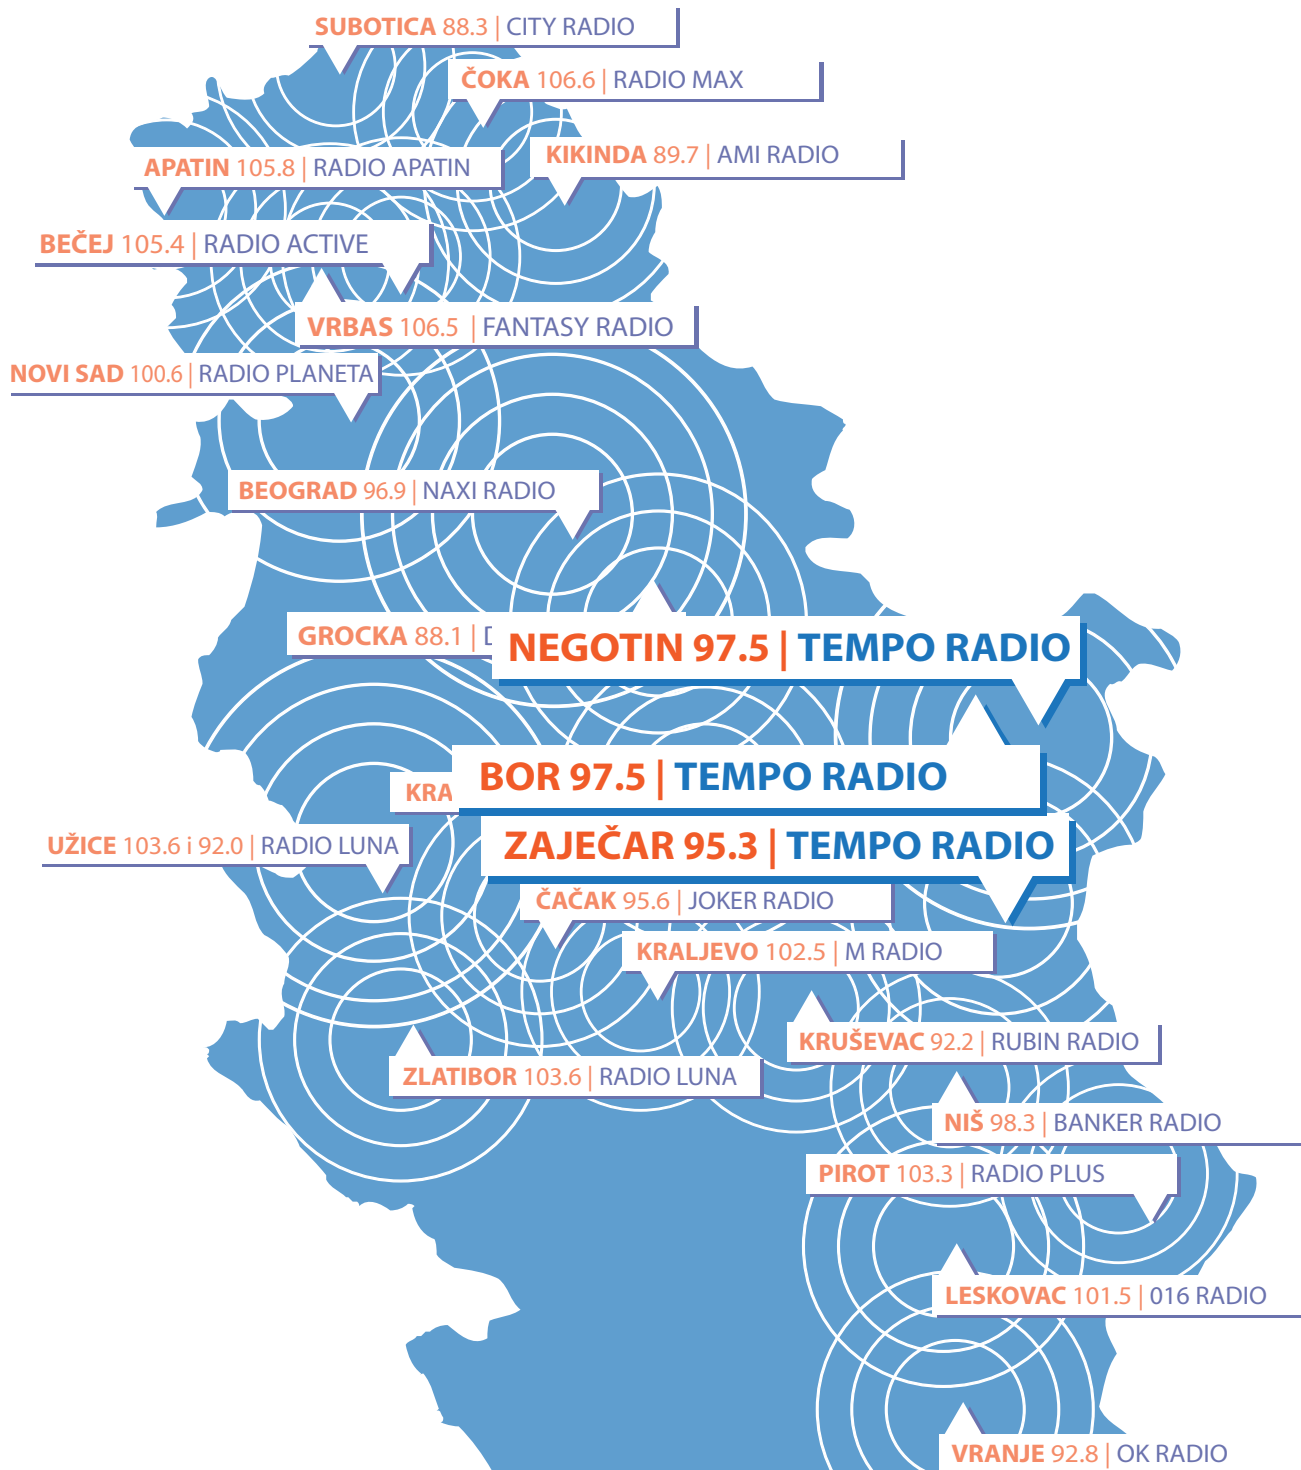 SUBOTICA 88.3 | CITY RADIO
ČOKA 106.6 | RADIO MAX
KIKINDA 89.7 | AMI RADIO
APATIN 105.8 | RADIO APATIN
BEČEJ 105.4 | RADIO ACTIVE
VRBAS 106.5 | FANTASY RADIO
NOVI SAD 100.6 | RADIO PLANETA
BEOGRAD 96.9 | NAXI RADIO
GROCKA 88.1 |
NEGOTIN 97.5 | TEMPO RADIO
BOR 97.5 | TEMPO RADIO
KRA
UŽICE 103.6 i 92.0 | RADIO LUNA
ZAJEČAR 95.3 | TEMPO RADIO
ČAČAK 95.6 | JOKER RADIO
KRALJEVO 102.5 | M RADIO
KRUŠEVAC 92.2 | RUBIN RADIO
ZLATIBOR 103.6 | RADIO LUNA
NIŠ 98.3 | BANKER RADIO
PIROT 103.3 | RADIO PLUS
LESKOVAC 101.5 | 016 RADIO
VRANJE 92.8 | OK RADIO